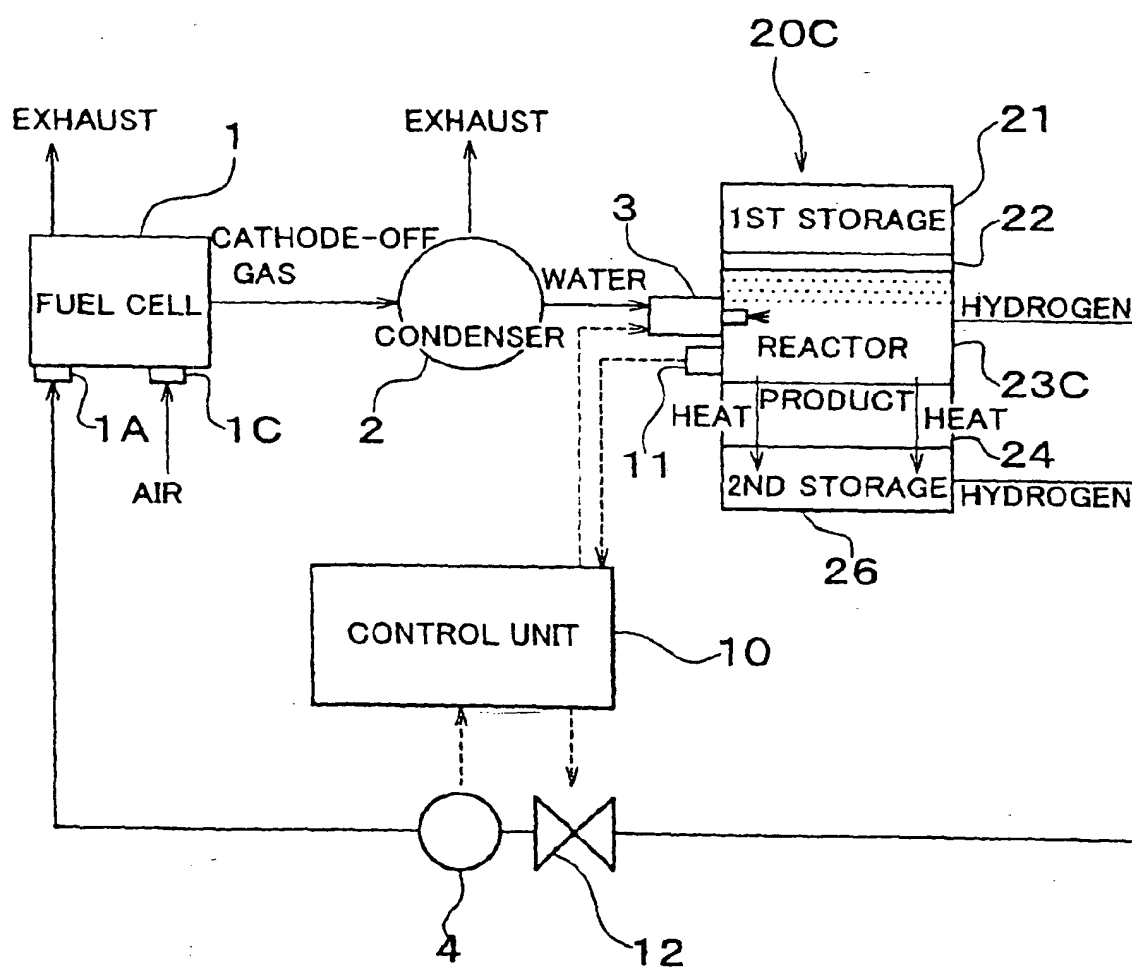 20C
EXHAUST
EXHAUST
1
21
3
1ST STORAGE
22
CATHODE-OFF
GAS
WATER
FUEL CELL
CONDENSER
HYDROGEN
REACTOR
23C
1A
1C
2
11
HEAT
PRODUCT
HEAT
24
AIR
2ND STORAGE
HYDROGEN
26
CONTROL UNIT
10
4
12